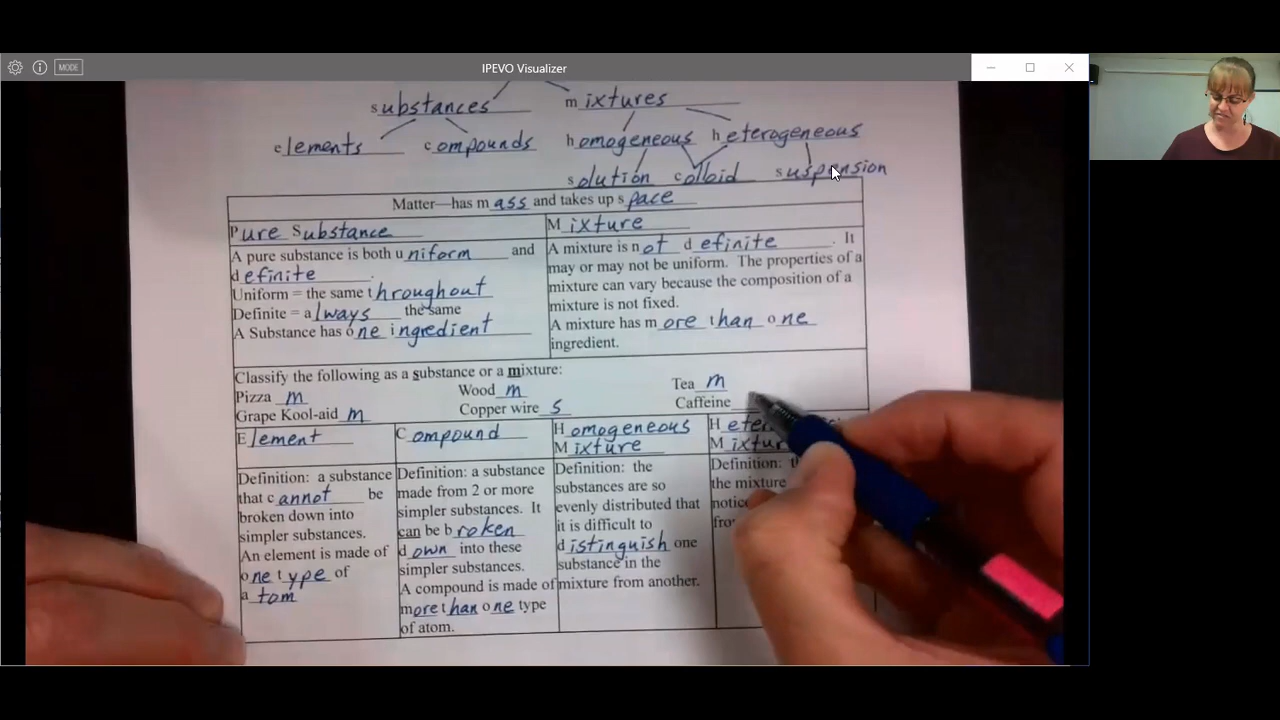 MODE
IPEVO Visualizer
substances mixtures
elements compounds homogeneous heterogeneous
solution colloid suspension
Matter—has mass and takes up space
Pure Substance
A pure substance is both uniform and
definite.
Uniform = the same throughout
Definite = always the same
A Substance has one ingredient
Mixture
A mixture is not definite. It
may or may not be uniform. The properties of a
mixture can vary because the composition of a
mixture is not fixed.
A mixture has more than one
ingredient.
Classify the following as a substance or a mixture:
Pizza m Wood m Tea m
Grape Kool-aid m Copper wire s Caffeine
Element
Definition: a substance
that cannot be
broken down into
simpler substances.
An element is made of
one type of
atom
Compound
Definition: a substance
made from 2 or more
simpler substances. It
can be broken
down into these
simpler substances.
A compound is made of
more than one type
of atom.
Homogeneous
Mixture
Definition: the
substances are so
evenly distributed that
it is difficult to
distinguish one
substance in the
mixture from another.
Definition:
the mixture